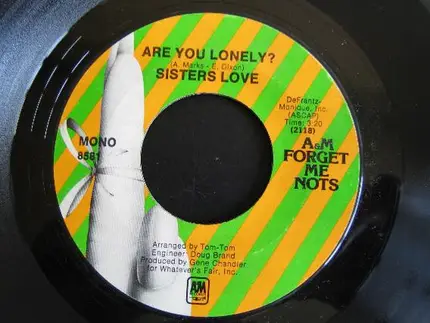 ARE YOU LONELY?
(A. Marks - E. Dixon)
SISTERS LOVE
DeFrantz-
Monique, Inc.
(ASCAP)
Time: 3:20
(2118)
MONO
8561
A&M
FORGET
ME
NOTS
Arranged by Tom-Tom
Engineer: Doug Brand
Produced by Gene Chandler
for Whatever's Fair, Inc.
A&M